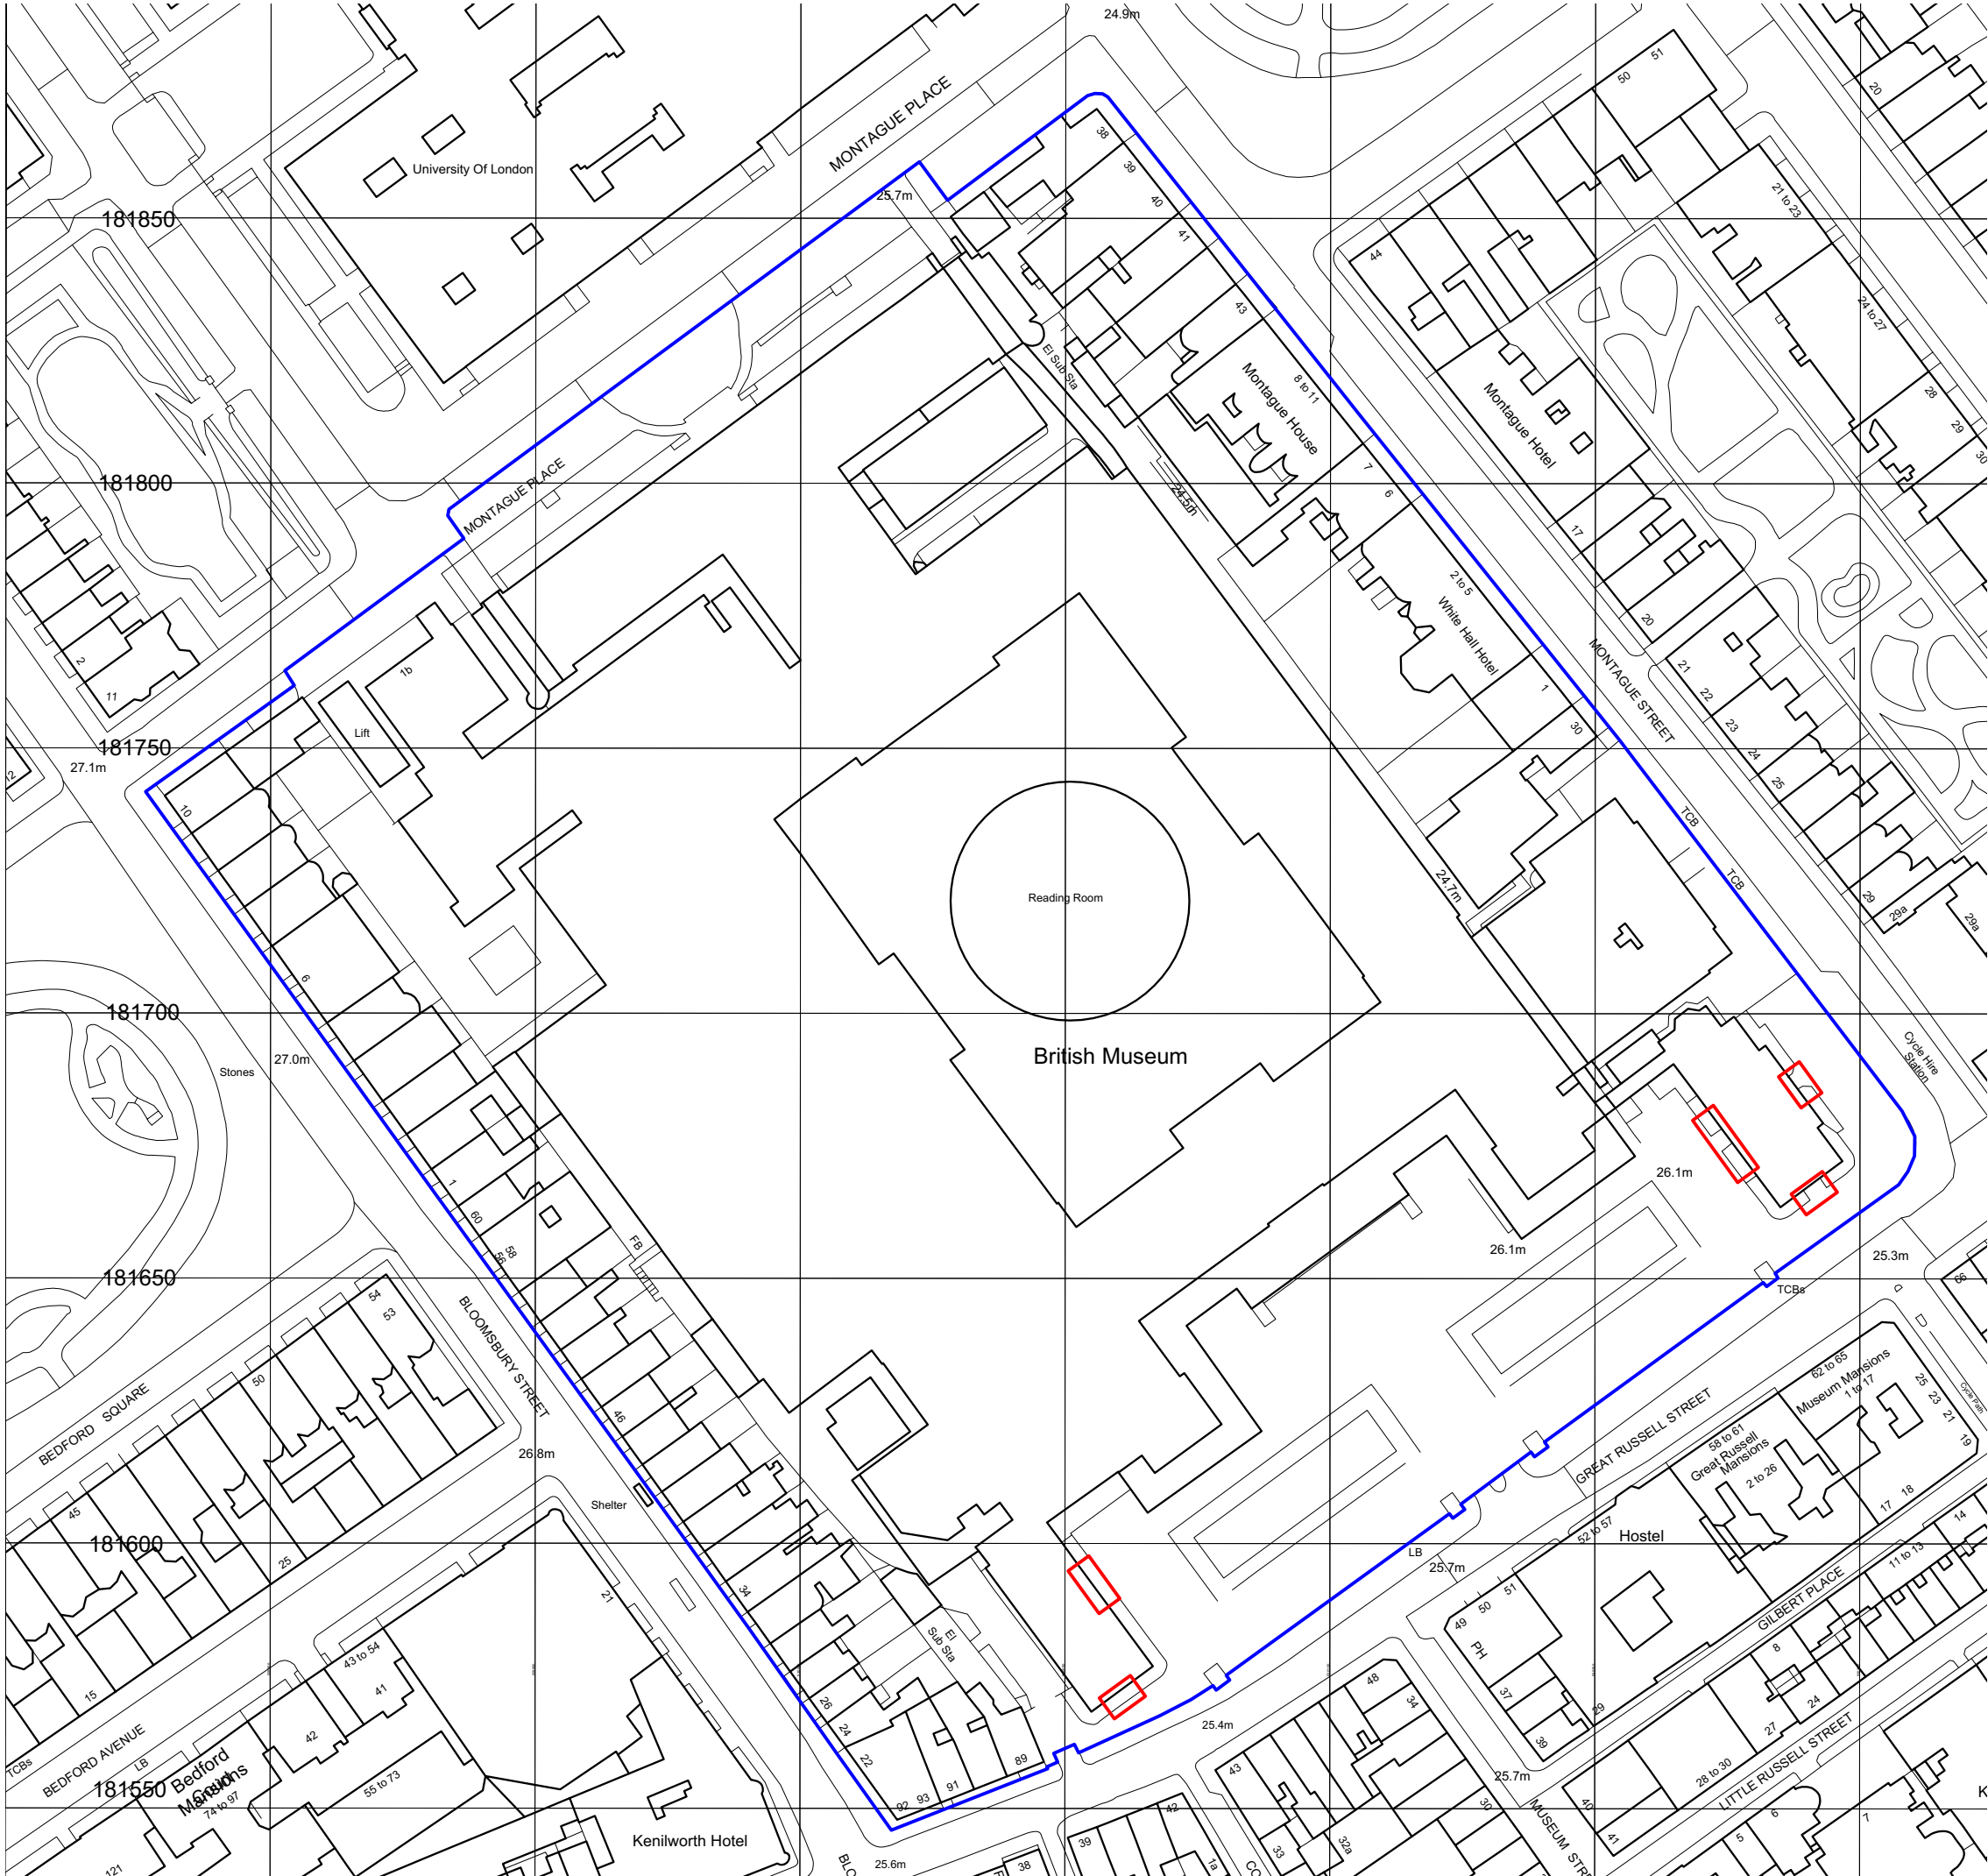 24.9m
51
50
20
MONTAGUE PLACE
38
University Of London
39
25.7m
40
21 to 23
181850
41
44
43
24 to 27
El Sub Sta
8 to 11
Montague House
Montague Hotel
28
29
30
MONTAGUE PLACE
181800
7
6
24.5m
17
2 to 5
White Hall Hotel
20
2
11
1b
MONTAGUE STREET
21
22
1
23
30
Lift
181750
24
27.1m
12
25
10
TCB
TCB
24.7m
29
29a
29a
Reading Room
6
181700
British Museum
27.0m
Stones
Cycle Hire
Station
1
26.1m
60
58
56
FB
26.1m
25.3m
181650
66
TCBs
54
53
BLOOMSBURY STREET
50
BEDFORD SQUARE
62 to 65
Museum Mansions
1 to 17
25
23
21
19
Cycle Path
GREAT RUSSELL STREET
46
58 to 61
Great Russell
Mansions
2 to 26
26.8m
45
Shelter
17
18
14
52 to 57
Hostel
181600
LB
25.7m
11 to 13
25
21
34
51
50
49
PH
GILBERT PLACE
El
Sub Sta
8
43 to 54
41
15
48
34
37
26
24
29
24
27
42
25.4m
BEDFORD AVENUE
LB
TCBs
22
39
89
91
93
92
43
25.7m
28 to 30
LITTLE RUSSELL STREET
Bedford
Court
Mansions
74 to 97
55 to 73
181550
40
41
30
42
MUSEUM STRE
6
5
7
K
Kenilworth Hotel
39
32a
33
1a
CO
38
25.6m
BLO
121